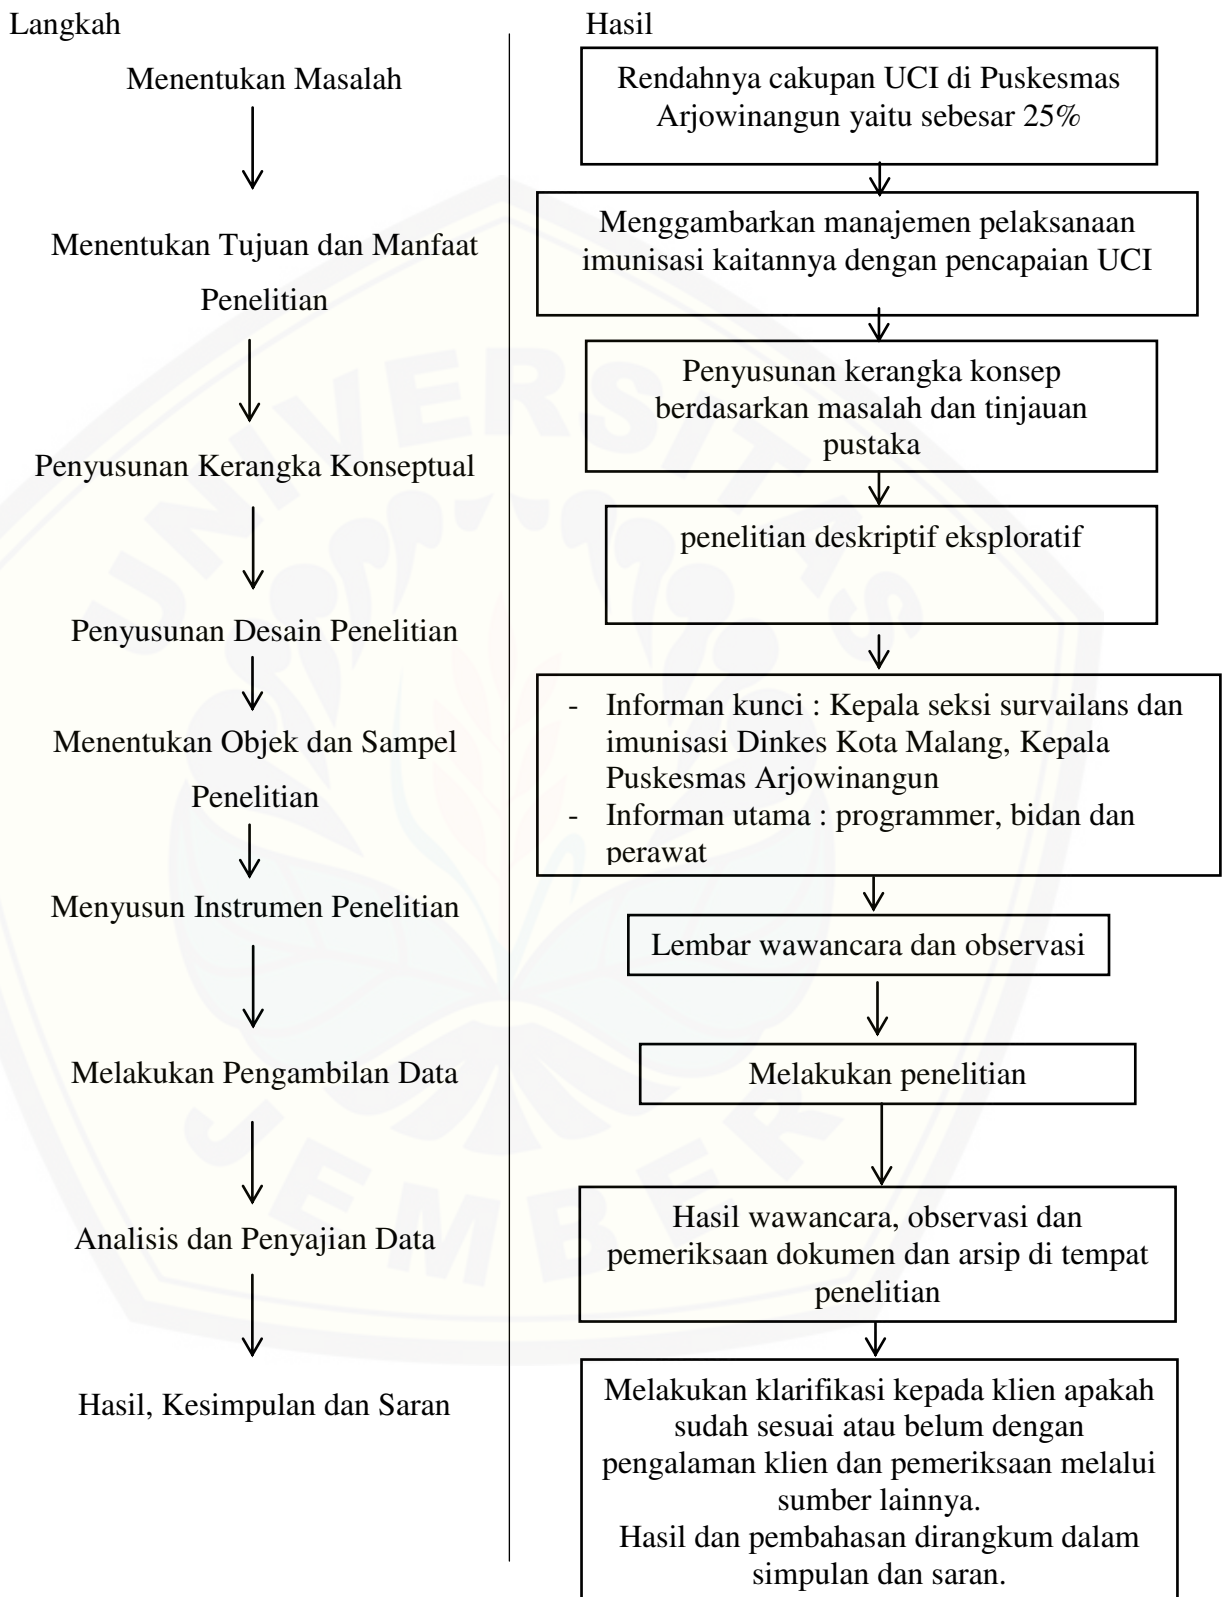 Langkah
Hasil
Menentukan Masalah
Rendahnya cakupan UCI di Puskesmas
Arjowinangun yaitu sebesar 25%
Menentukan Tujuan dan Manfaat
Penelitian
Menggambarkan manajemen pelaksanaan
imunisasi kaitannya dengan pencapaian UCI
Penyusunan Kerangka Konseptual
Penyusunan kerangka konsep
berdasarkan masalah dan tinjauan
pustaka
Penyusunan Desain Penelitian
penelitian deskriptif eksploratif
Menentukan Objek dan Sampel
Penelitian
- Informan kunci : Kepala seksi survailans dan
imunisasi Dinkes Kota Malang, Kepala
Puskesmas Arjowinangun
- Informan utama : programmer, bidan dan
perawat
Menyusun Instrumen Penelitian
Lembar wawancara dan observasi
Melakukan Pengambilan Data
Melakukan penelitian
Analisis dan Penyajian Data
Hasil wawancara, observasi dan
pemeriksaan dokumen dan arsip di tempat
penelitian
Hasil, Kesimpulan dan Saran
Melakukan klarifikasi kepada klien apakah
sudah sesuai atau belum dengan
pengalaman klien dan pemeriksaan melalui
sumber lainnya.
Hasil dan pembahasan dirangkum dalam
simpulan dan saran.
UNIVERSITAS
JEMBER